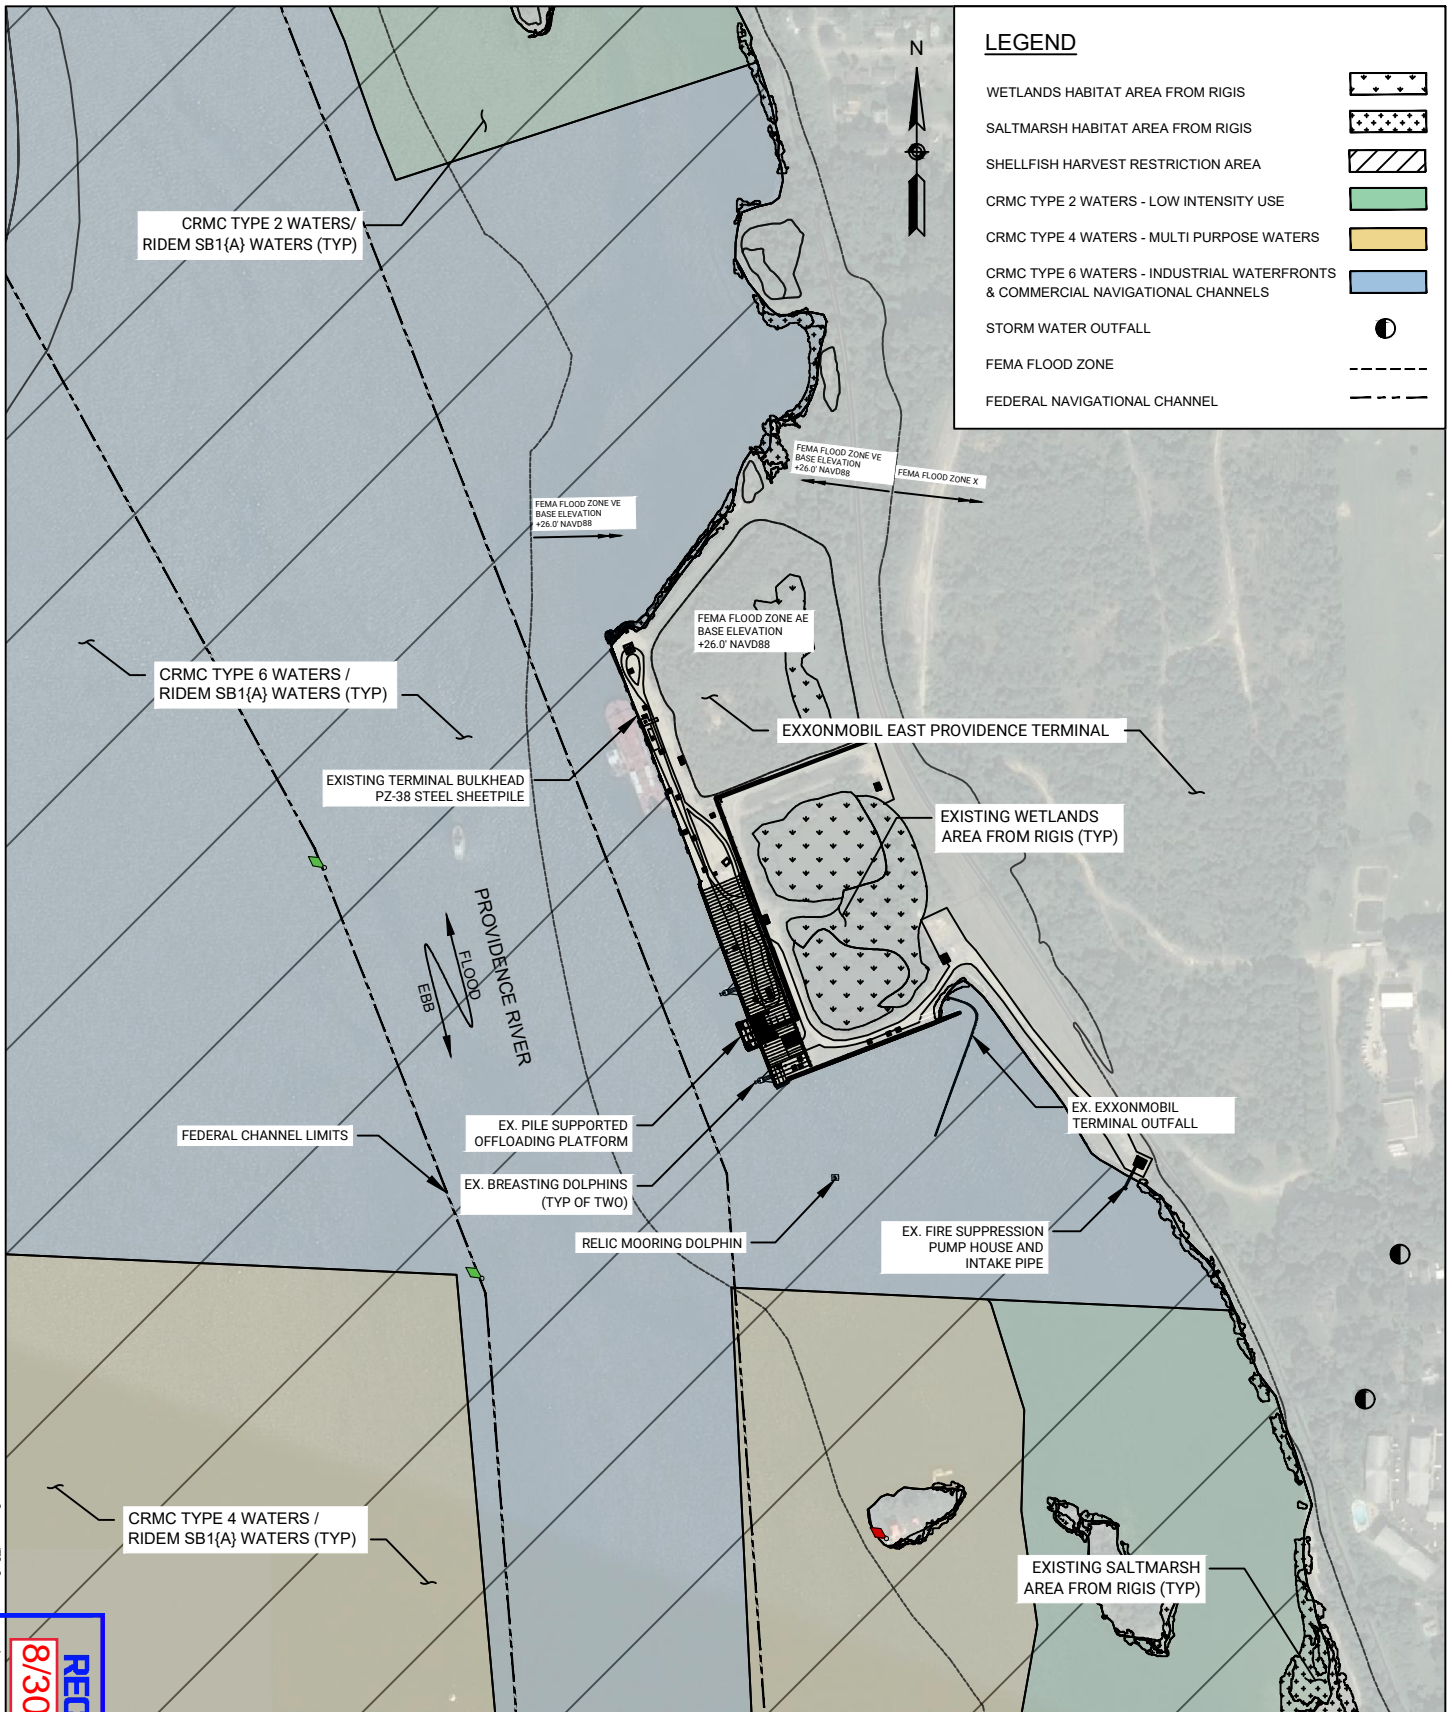 LEGEND
WETLANDS HABITAT AREA FROM RIGIS
SALTMARSH HABITAT AREA FROM RIGIS
SHELLFISH HARVEST RESTRICTION AREA
CRMC TYPE 2 WATERS - LOW INTENSITY USE
CRMC TYPE 4 WATERS - MULTI PURPOSE WATERS
CRMC TYPE 6 WATERS - INDUSTRIAL WATERFRONTS
& COMMERCIAL NAVIGATIONAL CHANNELS
STORM WATER OUTFALL
FEMA FLOOD ZONE
FEDERAL NAVIGATIONAL CHANNEL
N
CRMC TYPE 2 WATERS/
RIDEM SB1{A} WATERS (TYP)
FEMA FLOOD ZONE VE
BASE ELEVATION
+26.0' NAVD88
FEMA FLOOD ZONE X
FEMA FLOOD ZONE VE
BASE ELEVATION
+26.0' NAVD88
FEMA FLOOD ZONE AE
BASE ELEVATION
+26.0' NAVD88
CRMC TYPE 6 WATERS /
RIDEM SB1{A} WATERS (TYP)
EXXONMOBIL EAST PROVIDENCE TERMINAL
EXISTING TERMINAL BULKHEAD
PZ-38 STEEL SHEETPILE
EXISTING WETLANDS
AREA FROM RIGIS (TYP)
PROVIDENCE RIVER
FLOOD
EBB
EX. PILE SUPPORTED
OFFLOADING PLATFORM
EX. EXXONMOBIL
TERMINAL OUTFALL
FEDERAL CHANNEL LIMITS
EX. BREASTING DOLPHINS
(TYP OF TWO)
RELIC MOORING DOLPHIN
EX. FIRE SUPPRESSION
PUMP HOUSE AND
INTAKE PIPE
CRMC TYPE 4 WATERS /
RIDEM SB1{A} WATERS (TYP)
EXISTING SALTMARSH
AREA FROM RIGIS (TYP)
REC
8/30